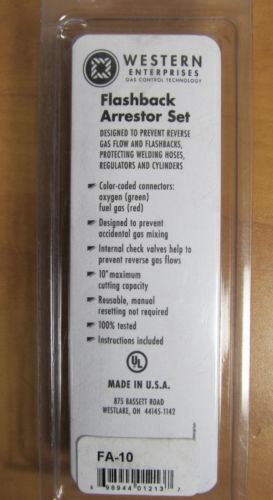 WESTERN
ENTERPRISES
GAS CONTROL TECHNOLOGY
Flashback
Arrestor Set
DESIGNED TO PREVENT REVERSE
GAS FLOW AND FLASHBACKS,
PROTECTING WELDING HOSES,
REGULATORS AND CYLINDERS
Color-coded connectors:
oxygen (green)
fuel gas (red)
Designed to prevent
accidental gas mixing
Internal check valves help to
prevent reverse gas flows
10" maximum
cutting capacity
Reusable, manual
resetting not required
100% tested
Instructions included
UL
MADE IN U.S.A.
875 BASSETT ROAD
WESTLAKE, OH 44145-1142
FA-10
98944 01213 7